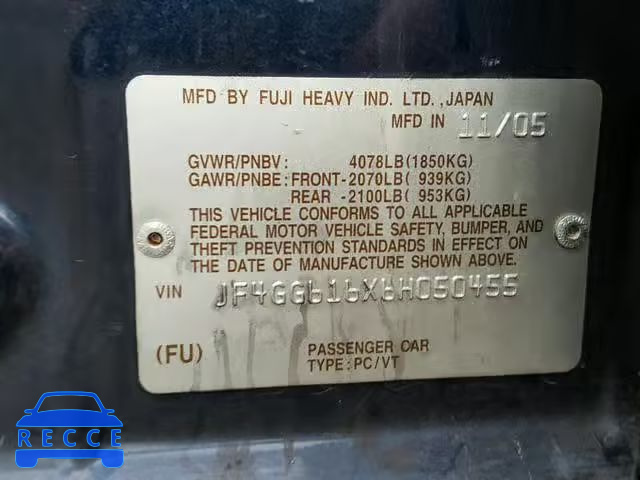 MFD BY FUJI HEAVY IND. LTD.,JAPAN
MFD IN 11/05
GVWR/PNBV: 4078LB(1850KG)
GAWR/PNBE: FRONT-2070LB( 939KG)
REAR -2100LB( 953KG)
THIS VEHICLE CONFORMS TO ALL APPLICABLE
FEDERAL MOTOR VEHICLE SAFETY, BUMPER, AND
THEFT PREVENTION STANDARDS IN EFFECT ON
THE DATE OF MANUFACTURE SHOWN ABOVE.
VIN JF4GG616X6H050455
(FU) PASSENGER CAR
TYPE:PC/VT
RECCE